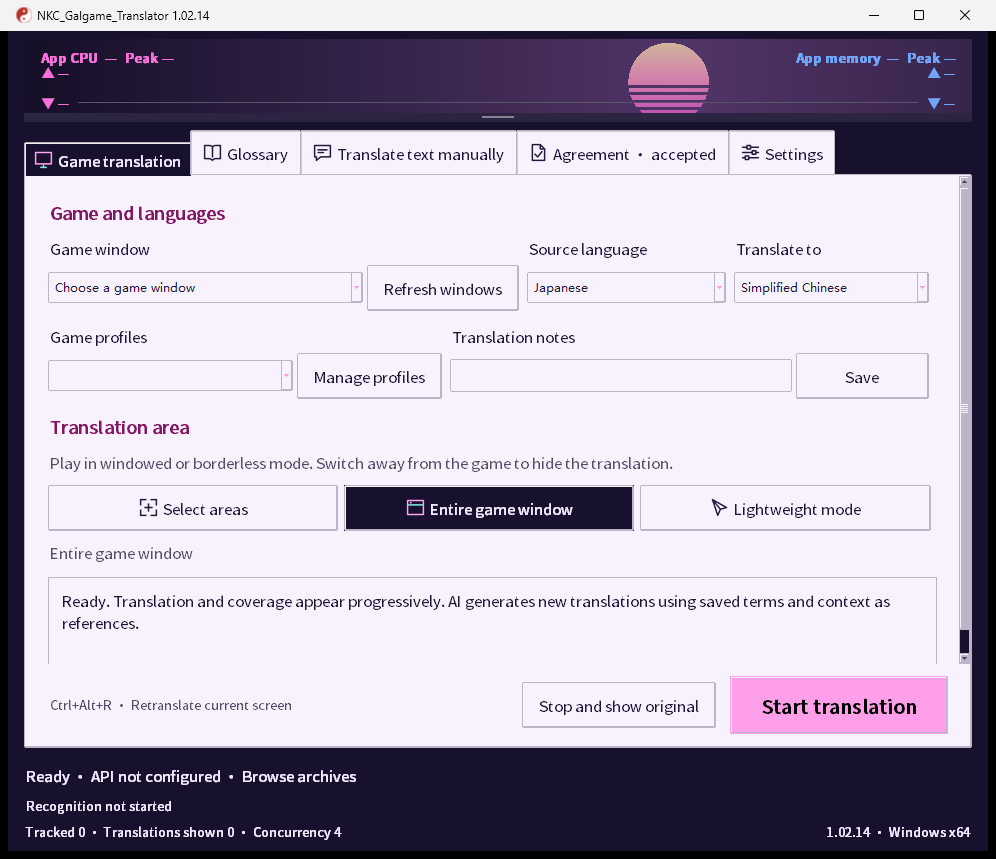 NKC_Galgame_Translator 1.02.14
App CPU — Peak —
▲ —
▼ —
App memory — Peak —
▲ —
▼ —
Game translation
Glossary
Translate text manually
Agreement • accepted
Settings
Game and languages
Game window
Source language
Translate to
Choose a game window
Refresh windows
Japanese
Simplified Chinese
Game profiles
Translation notes
Manage profiles
Save
Translation area
Play in windowed or borderless mode. Switch away from the game to hide the translation.
Select areas
Entire game window
Lightweight mode
Entire game window
Ready. Translation and coverage appear progressively. AI generates new translations using saved terms and context as
references.
Ctrl+Alt+R • Retranslate current screen
Stop and show original
Start translation
Ready • API not configured • Browse archives
Recognition not started
Tracked 0 • Translations shown 0 • Concurrency 4
1.02.14 • Windows x64